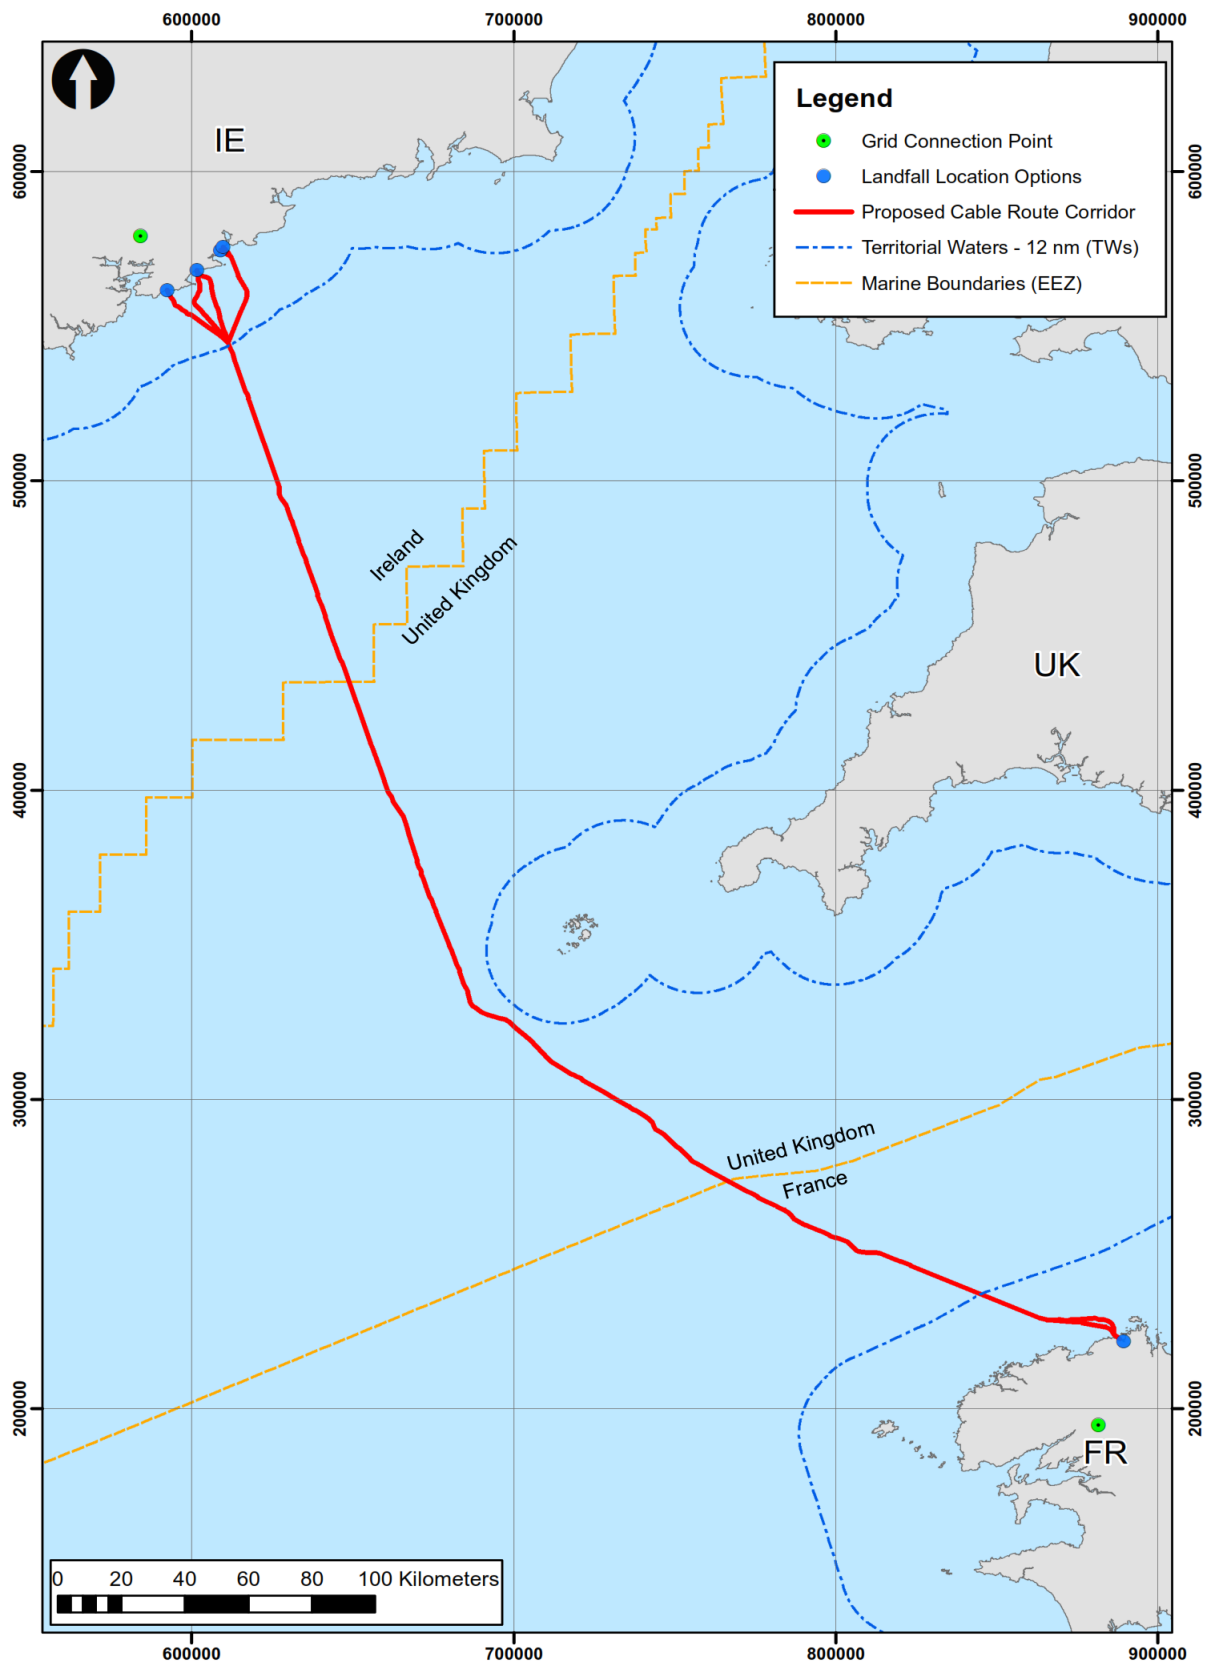 600000 700000 800000 900000
Legend
Grid Connection Point
Landfall Location Options
Proposed Cable Route Corridor
Territorial Waters - 12 nm (TWs)
Marine Boundaries (EEZ)
IE
600000 600000
500000 500000
Ireland
United Kingdom
UK
400000 400000
300000 300000
United Kingdom
France
200000 200000
FR
0 20 40 60 80 100 Kilometers
600000 700000 800000 900000